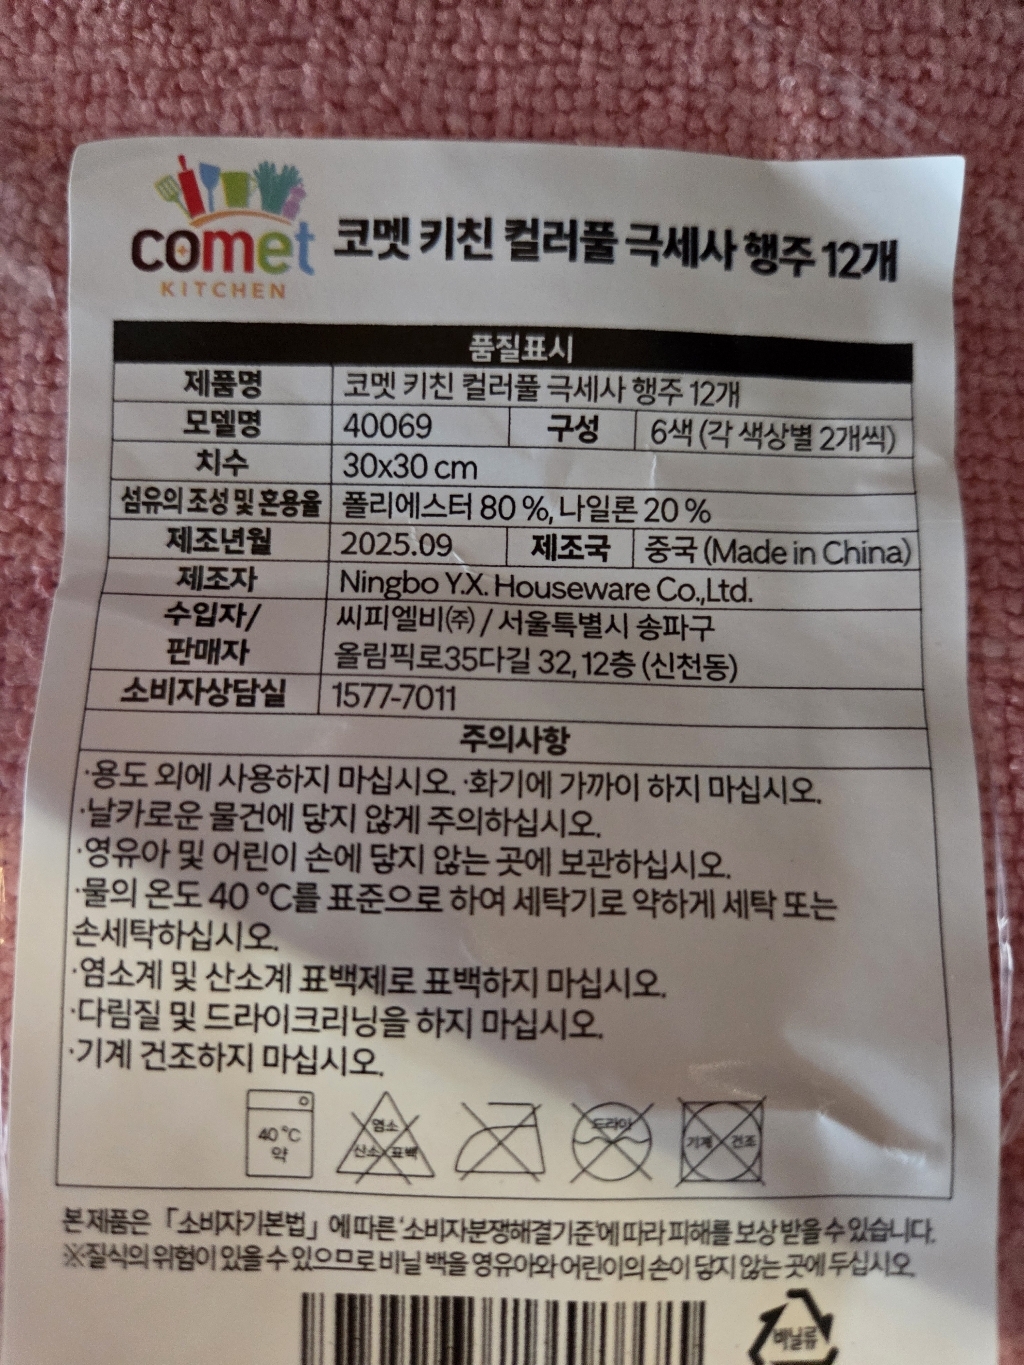 comet
KITCHEN
코멧 키친 컬러풀 극세사 행주 12개
품질표시
제품명 코멧 키친 컬러풀 극세사 행주 12개
모델명 40069 구성 6색 (각 색상별 2개씩)
치수 30x30 cm
섬유의 조성 및 혼용율 폴리에스터 80 %, 나일론 20 %
제조년월 2025.09 제조국 중국 (Made in China)
제조자 Ningbo Y.X. Houseware Co.,Ltd.
수입자/ 씨피엘비㈜ / 서울특별시 송파구
판매자 올림픽로35다길 32, 12층 (신천동)
소비자상담실 1577-7011
주의사항
·용도 외에 사용하지 마십시오. ·화기에 가까이 하지 마십시오.
·날카로운 물건에 닿지 않게 주의하십시오.
·영유아 및 어린이 손에 닿지 않는 곳에 보관하십시오.
·물의 온도 40 ℃를 표준으로 하여 세탁기로 약하게 세탁 또는
손세탁하십시오.
·염소계 및 산소계 표백제로 표백하지 마십시오.
·다림질 및 드라이크리닝을 하지 마십시오.
·기계 건조하지 마십시오.
40 ℃ 염소 드라이 기계 건조
약 산소 표백
본 제품은 「소비자기본법」에 따른 '소비자분쟁해결기준'에 따라 피해를 보상 받을 수 있습니다.
※질식의 위험이 있을 수 있으므로 비닐 백을 영유아와 어린이의 손이 닿지 않는 곳에 두십시오
비닐류